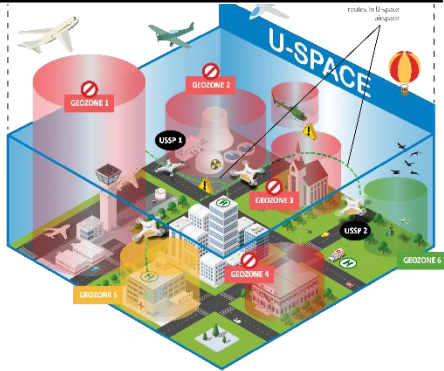 routes in U-space
airspace
U-SPACE
GEOZONE 1
GEOZONE 2
USSP 1
GEOZONE 3
USSP 2
GEOZONE 4
GEOZONE 5
GEOZONE 6
H
H
H